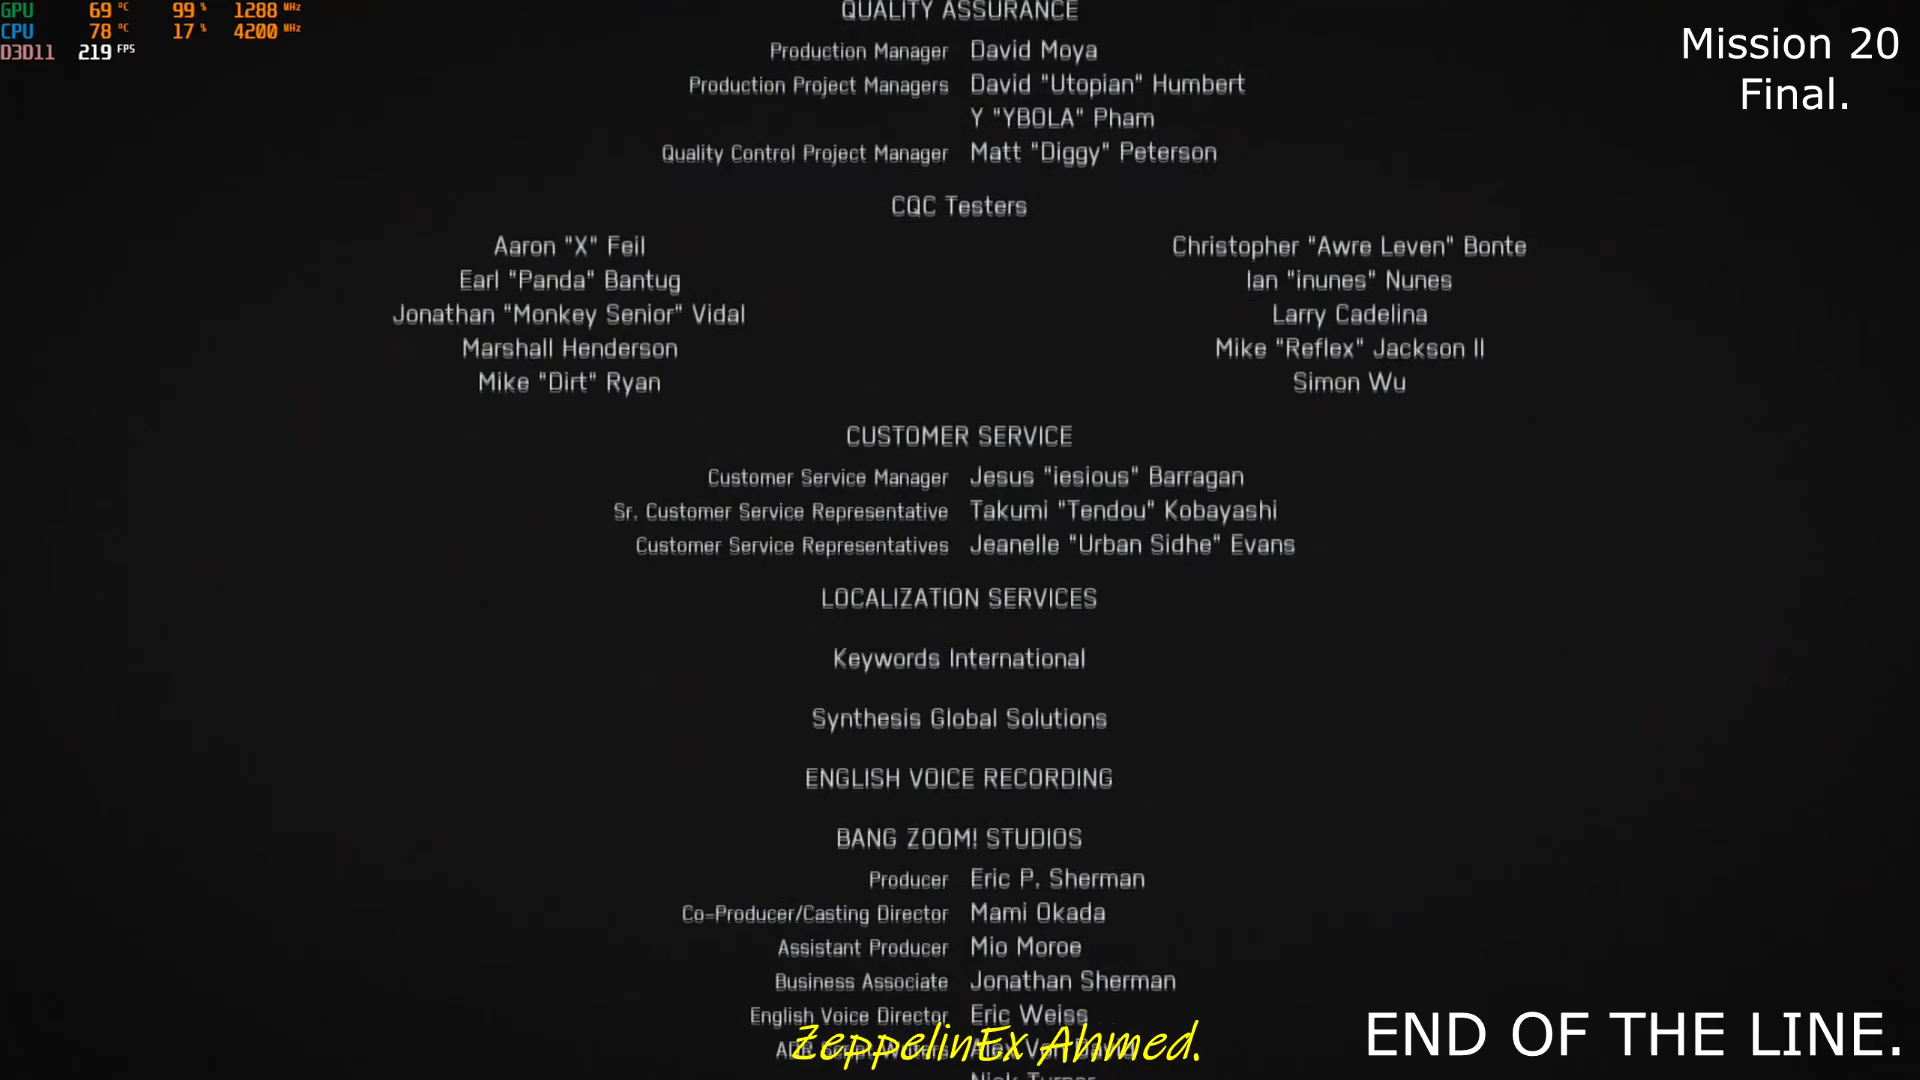 GPU 69 °C 99 % 1288 MHz
CPU 78 °C 17 % 4200 MHz
D3D11 219 FPS
Mission 20
Final.
QUALITY ASSURANCE
Production Manager David Moya
Production Project Managers David "Utopian" Humbert
Y "YBOLA" Pham
Quality Control Project Manager Matt "Diggy" Peterson
CQC Testers
Aaron "X" Feil Christopher "Awre Leven" Bonte
Earl "Panda" Bantug Ian "inunes" Nunes
Jonathan "Monkey Senior" Vidal Larry Cadelina
Marshall Henderson Mike "Reflex" Jackson II
Mike "Dirt" Ryan Simon Wu
CUSTOMER SERVICE
Customer Service Manager Jesus "iesious" Barragan
Sr. Customer Service Representative Takumi "Tendou" Kobayashi
Customer Service Representatives Jeanelle "Urban Sidhe" Evans
LOCALIZATION SERVICES
Keywords International
Synthesis Global Solutions
ENGLISH VOICE RECORDING
BANG ZOOM! STUDIOS
Producer Eric P. Sherman
Co-Producer/Casting Director Mami Okada
Assistant Producer Mio Moroe
Business Associate Jonathan Sherman
English Voice Director Eric Weiss
ADR Script Writers Alex Von
ZeppelinEx Ahmed.
END OF THE LINE.